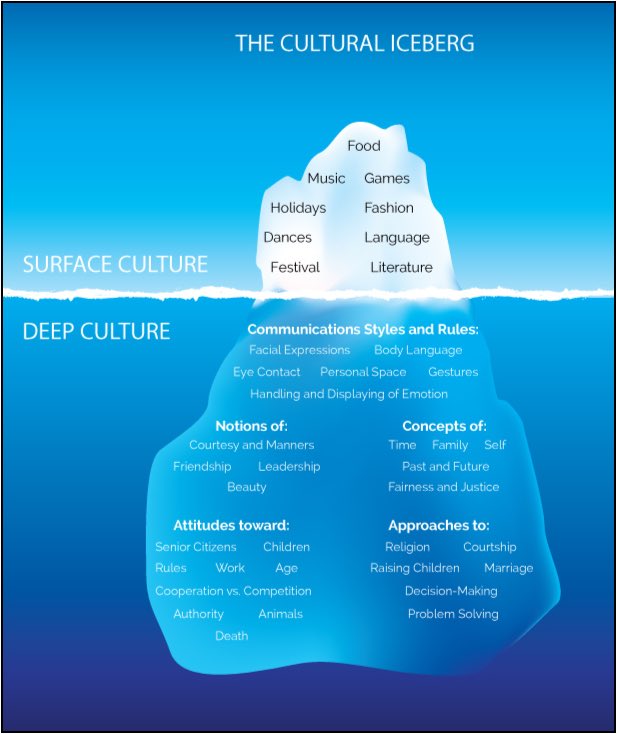 THE CULTURAL ICEBERG
Food
Music Games
Holidays Fashion
Dances Language
SURFACE CULTURE
Festival Literature
DEEP CULTURE
Communications Styles and Rules:
Facial Expressions Body Language
Eye Contact Personal Space Gestures
Handling and Displaying of Emotion
Notions of:
Courtesy and Manners
Friendship Leadership
Beauty
Concepts of:
Time Family Self
Past and Future
Fairness and Justice
Attitudes toward:
Senior Citizens Children
Rules Work Age
Cooperation vs. Competition
Authority Animals
Death
Approaches to:
Religion Courtship
Raising Children Marriage
Decision-Making
Problem Solving